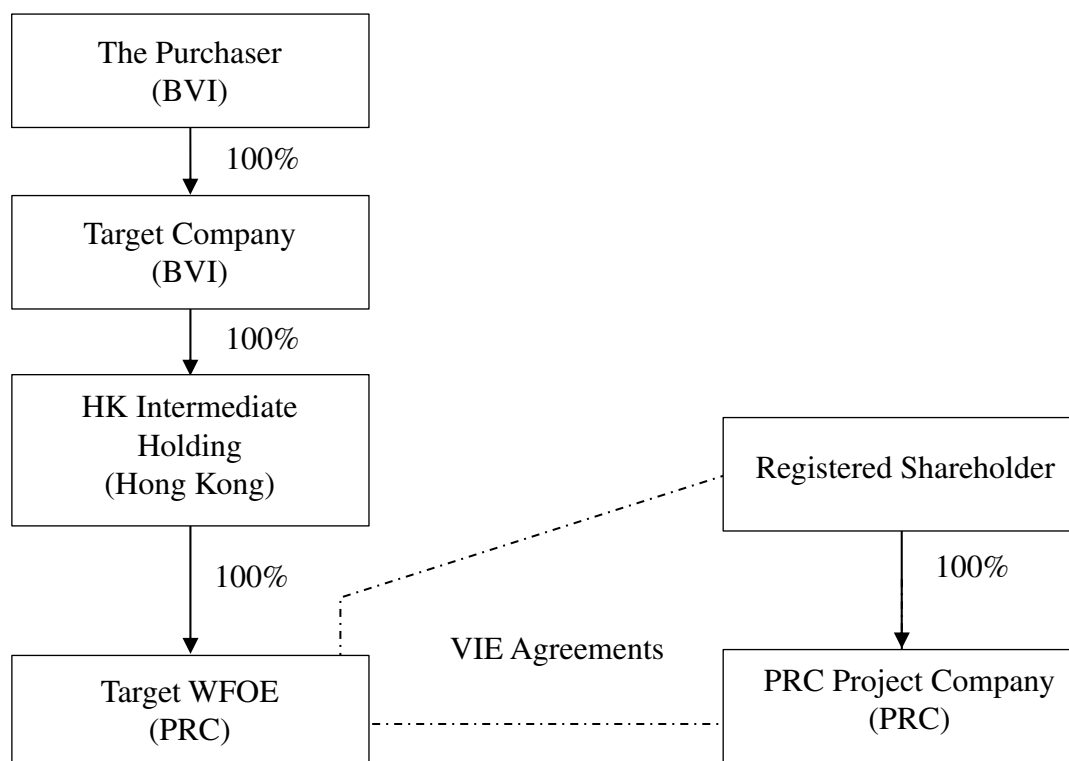 The Purchaser
(BVI)
100%
Target Company
(BVI)
100%
HK Intermediate
Holding
(Hong Kong)
Registered Shareholder
100%
100%
VIE Agreements
Target WFOE
(PRC)
PRC Project Company
(PRC)